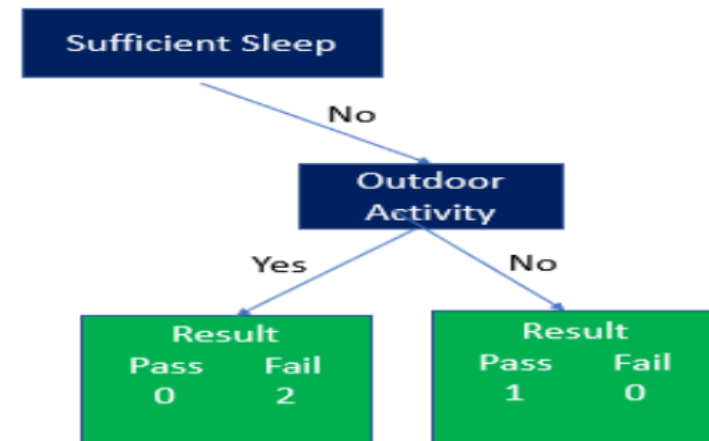 Sufficient Sleep
No
Outdoor
Activity
Yes
No
Result
Pass Fail
0 2
Result
Pass Fail
1 0